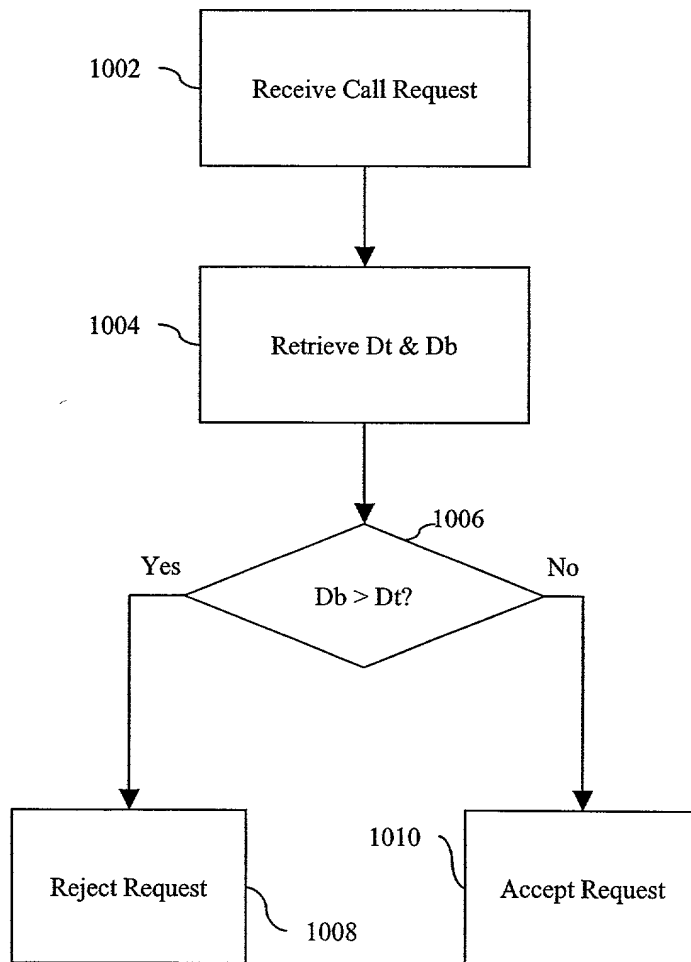 1002
Receive Call Request
1004
Retrieve Dt & Db
1006
Yes
No
Db > Dt?
1010
Reject Request
Accept Request
1008